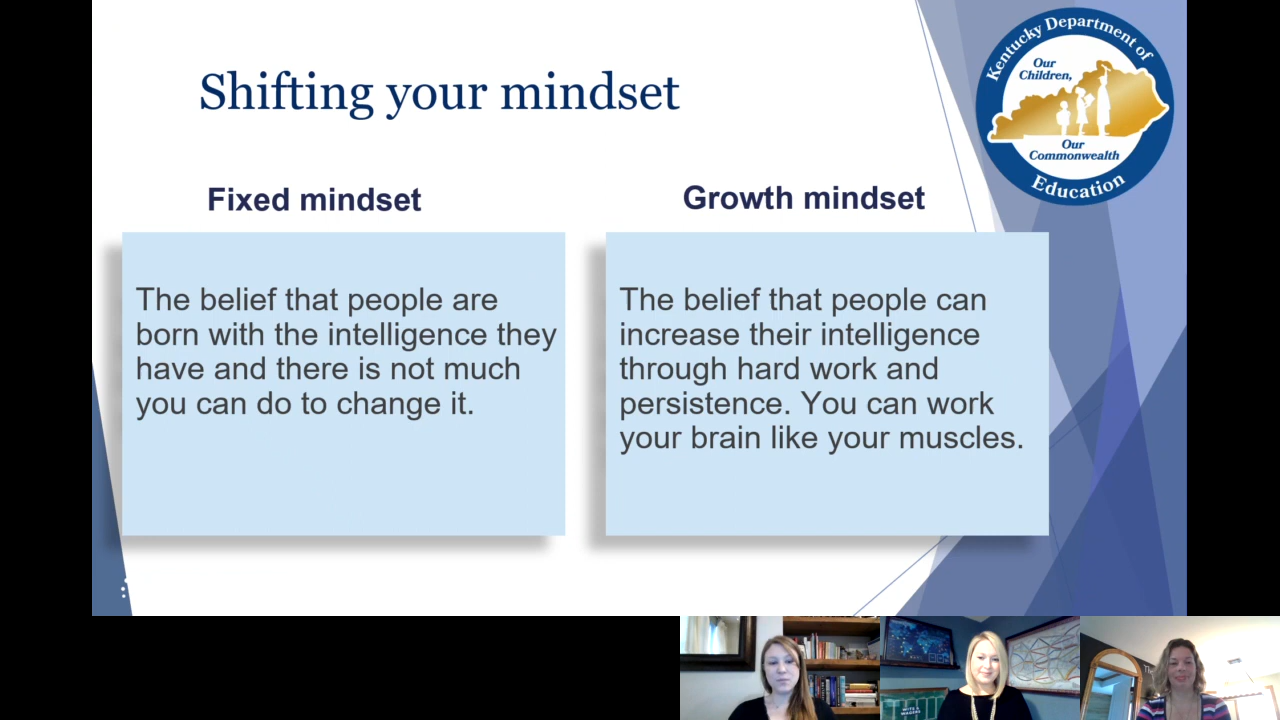 Shifting your mindset
Kentucky Department of
Our
Children,
Our
Commonwealth
Education
Fixed mindset
Growth mindset
The belief that people are
born with the intelligence they
have and there is not much
you can do to change it.
The belief that people can
increase their intelligence
through hard work and
persistence. You can work
your brain like your muscles.